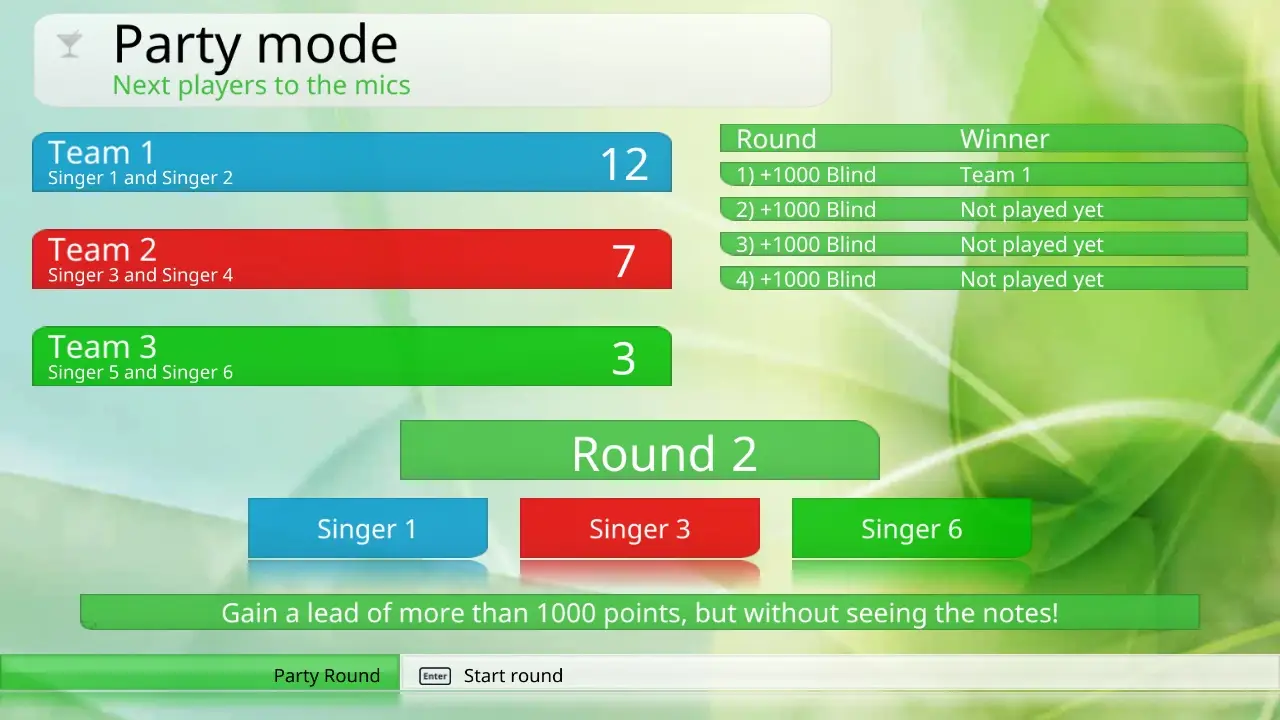 Party mode
Next players to the mics
Team 1
Singer 1 and Singer 2
12
Team 2
Singer 3 and Singer 4
7
Team 3
Singer 5 and Singer 6
3
Round Winner
1) +1000 Blind Team 1
2) +1000 Blind Not played yet
3) +1000 Blind Not played yet
4) +1000 Blind Not played yet
Round 2
Singer 1 Singer 3 Singer 6
Gain a lead of more than 1000 points, but without seeing the notes!
Party Round Enter Start round